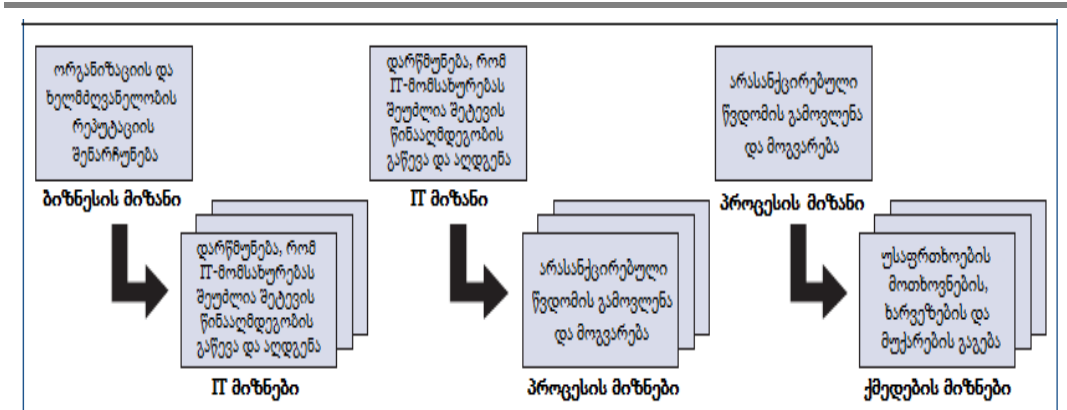 ორგანიზაციის და
ხელმძღვანელობის
რეპუტაციის
შენარჩუნება
ბიზნესის მიზანი
დარწმუნება, რომ
IT-მომსახურებას
შეუძლია შეტევის
წინააღმდეგობის
გაწევა და აღდგენა
IT მიზნები
დარწმუნება, რომ
IT-მომსახურებას
შეუძლია შეტევის
წინააღმდეგობის
გაწევა და აღდგენა
IT მიზანი
არასანქცირებული
წვდომის გამოვლენა
და მოგვარება
პროცესის მიზნები
არასანქცირებული
წვდომის გამოვლენა
და მოგვარება
პროცესის მიზანი
უსაფრთხოების
მოთხოვნების,
ხარვეზების და
მუქარების გაგება
ქმედების მიზნები